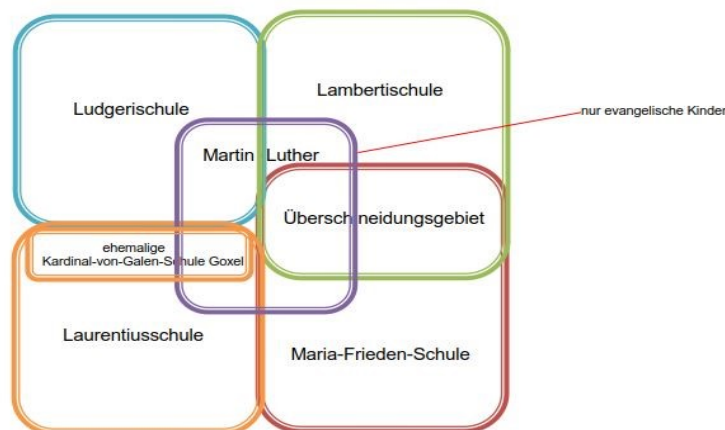 Ludgerischule
Lambertischule
nur evangelische Kinder
Martin Luther
Überschneidungsgebiet
ehemalige
Kardinal-von-Galen-Schule Goxel
Laurentiusschule
Maria-Frieden-Schule